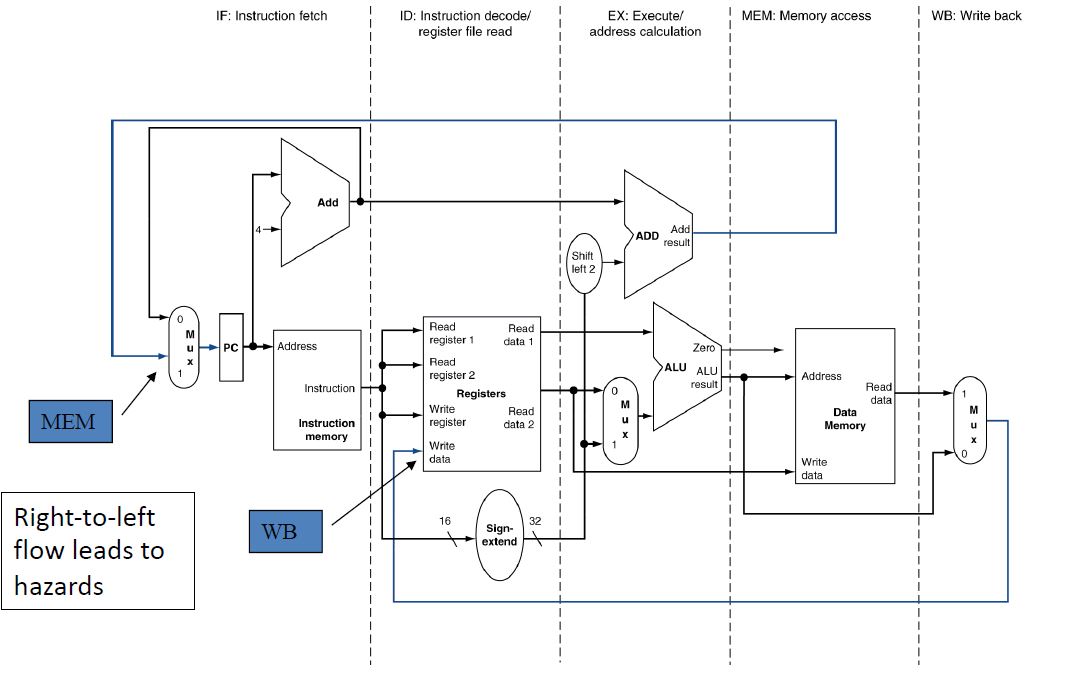 IF: Instruction fetch
ID: Instruction decode/
register file read
EX: Execute/
address calculation
MEM: Memory access
WB: Write back
Add
4
ADD
Add
result
Shift
left 2
0
M
u
x
1
PC
Address
Instruction
Instruction
memory
Read
register 1
Read
register 2
Registers
Write
register
Write
data
Read
data 1
Read
data 2
0
M
u
x
1
Zero
ALU
ALU
result
Address
Read
data
Data
Memory
Write
data
1
M
u
x
0
MEM
WB
16
Sign-
extend
32
Right-to-left
flow leads to
hazards